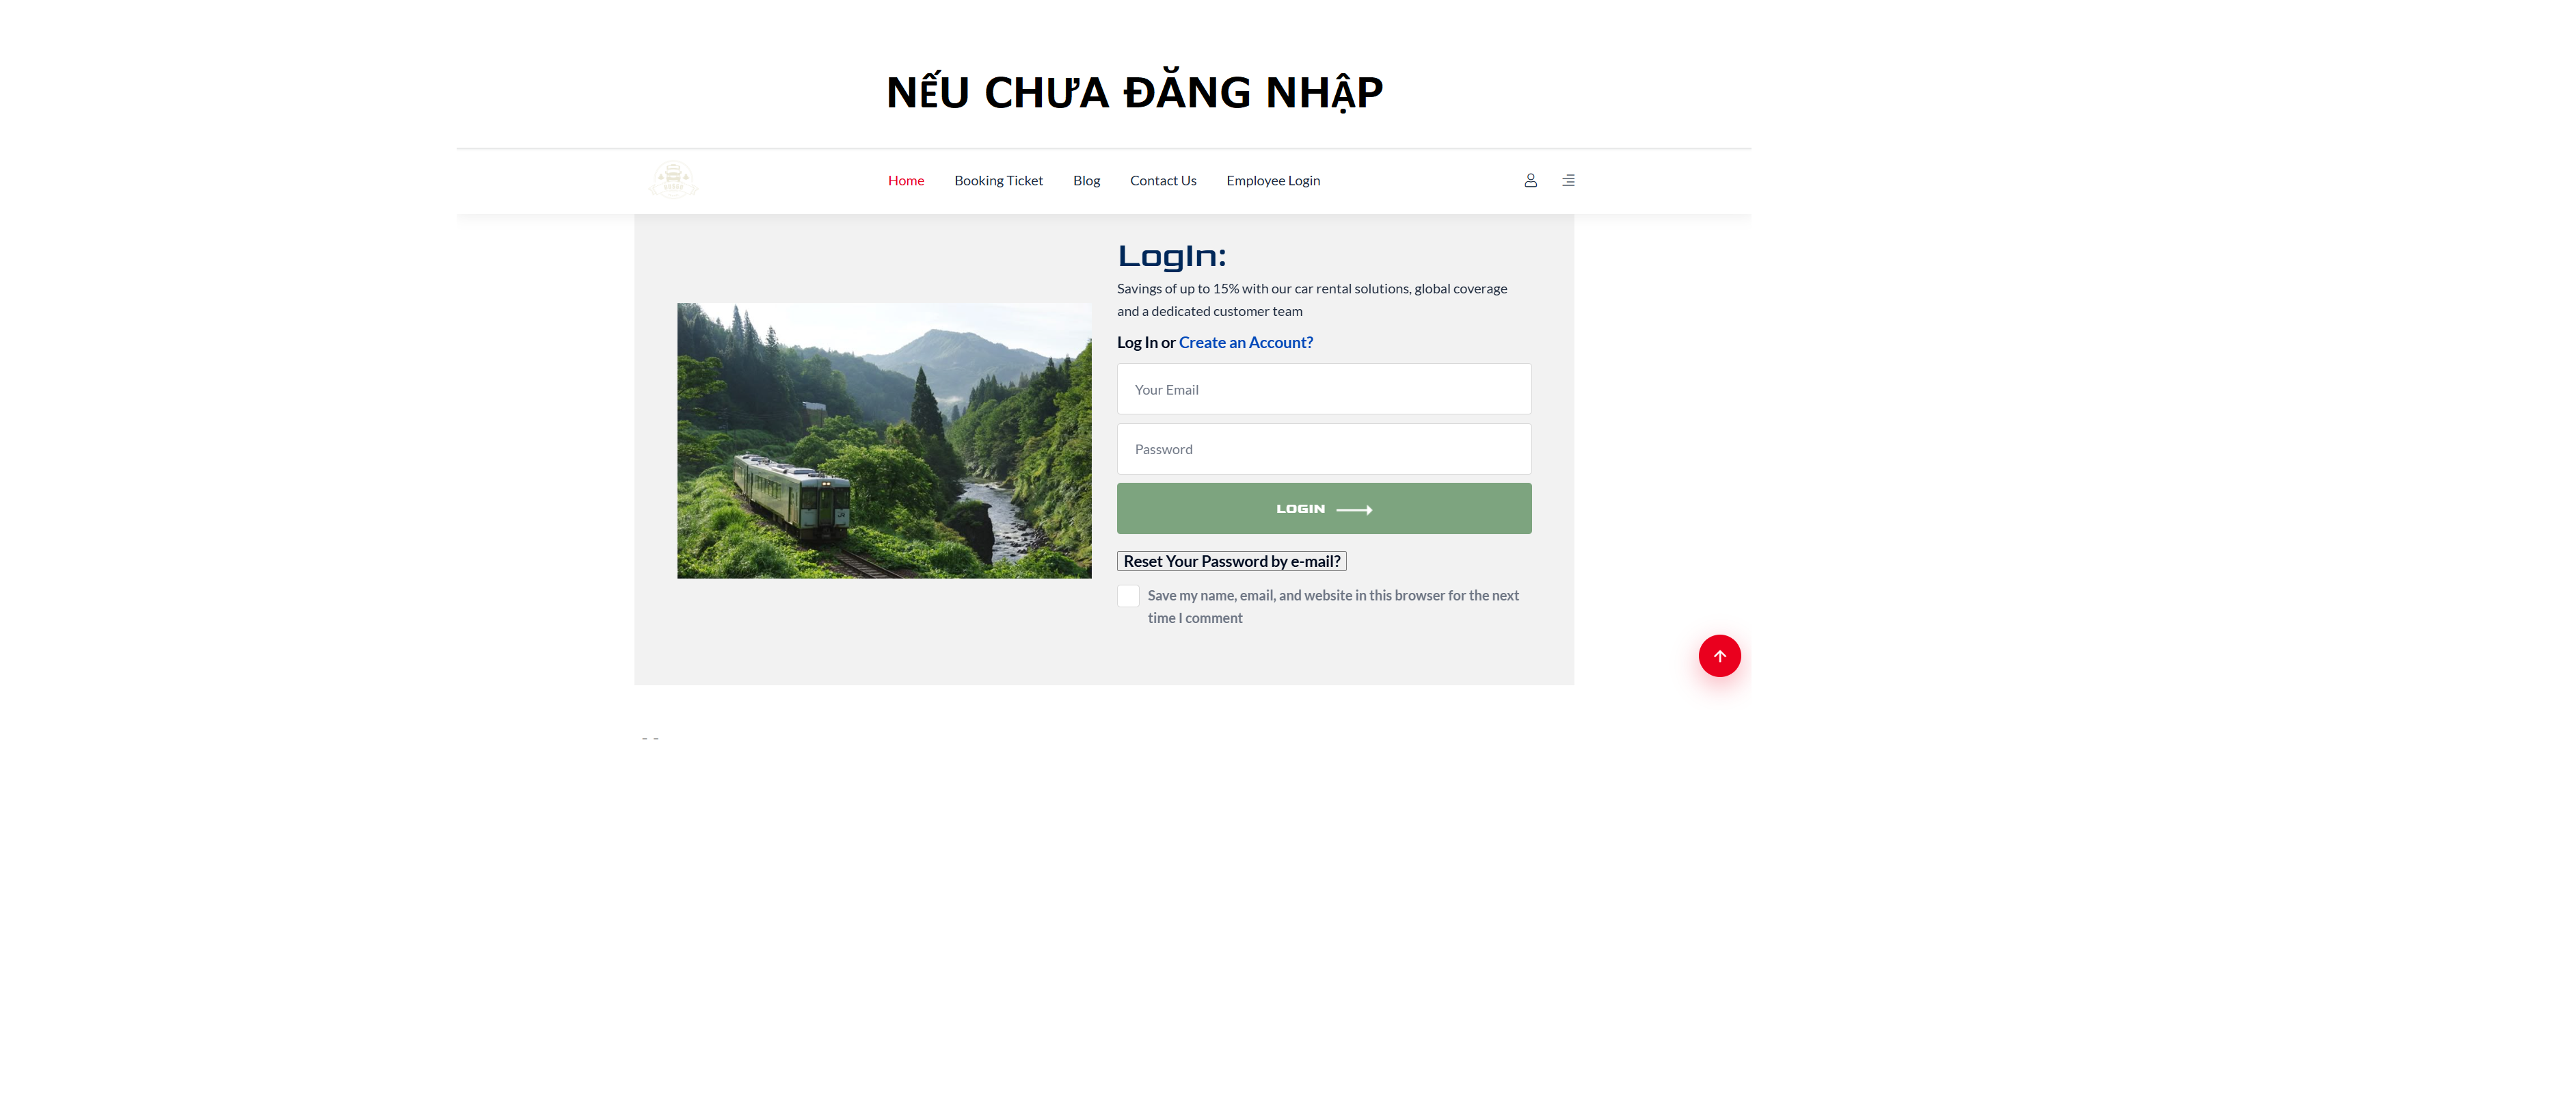 NẾU CHƯA ĐĂNG NHẬP
Home Booking Ticket Blog Contact Us Employee Login
LogIn:
Savings of up to 15% with our car rental solutions, global coverage
and a dedicated customer team
Log In or Create an Account?
Your Email
Password
LOGIN
Reset Your Password by e-mail?
Save my name, email, and website in this browser for the next
time I comment